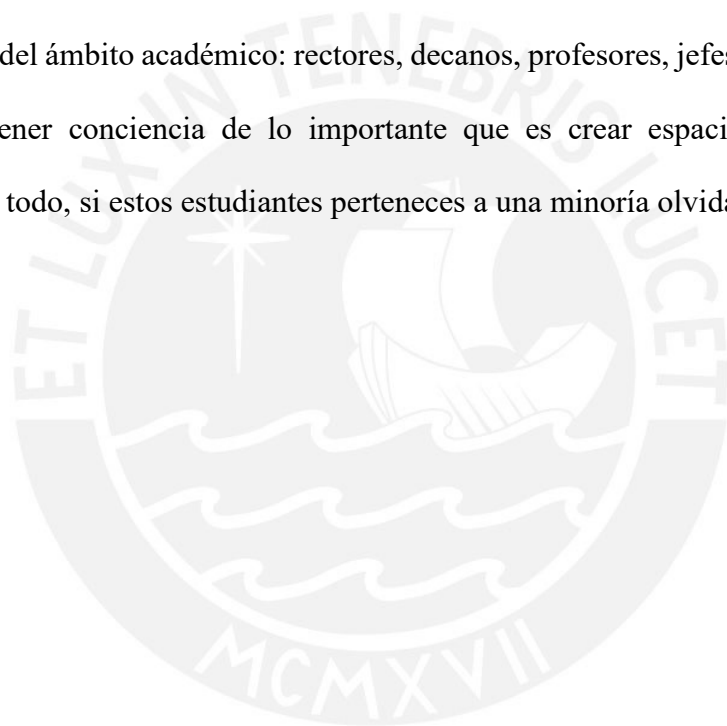 del ámbito académico: rectores, decanos, profesores, jefes
ener conciencia de lo importante que es crear espaci
todo, si estos estudiantes perteneces a una minoría olvida
ET LUX IN TENEBRIS LUCET
MCMXVII